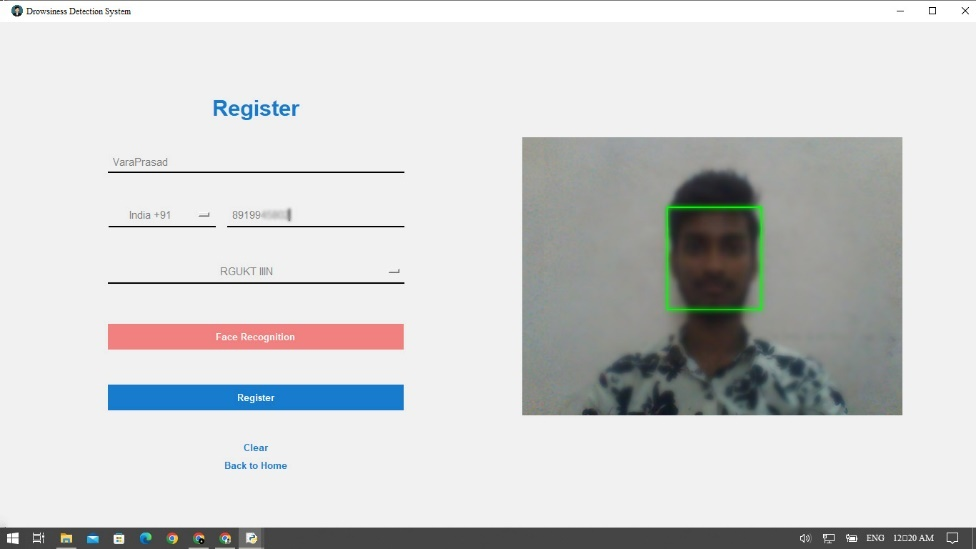 Drowsiness Detection System
Register
VaraPrasad
India +91
89199
RGUKT IIIN
Face Recognition
Register
Clear
Back to Home
ENG 12▯20 AM